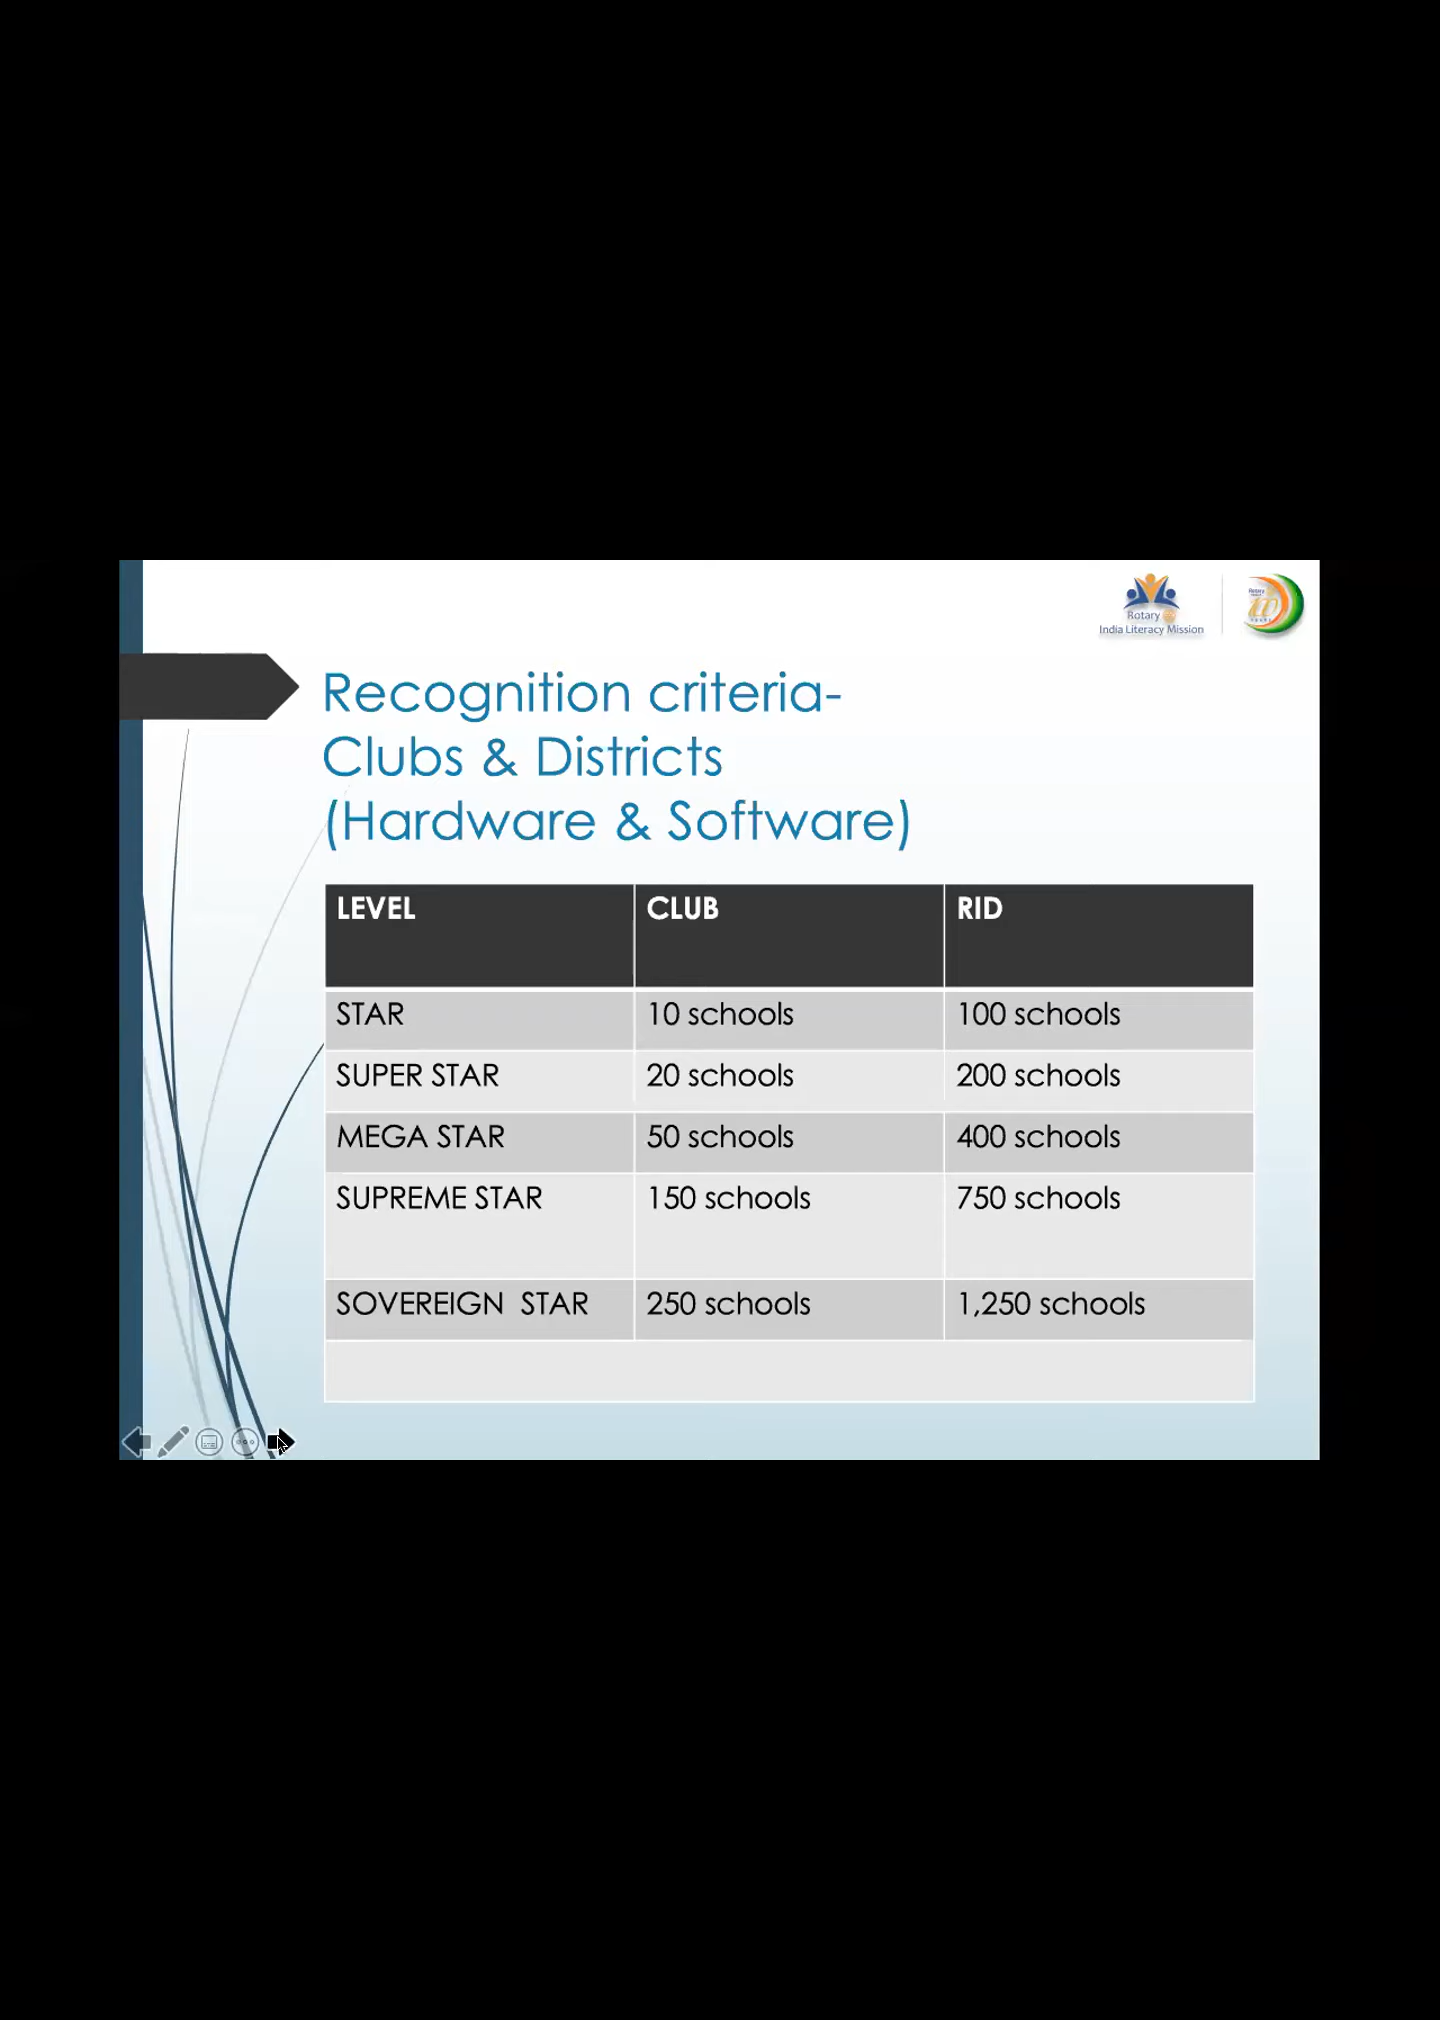 Rotary
India Literacy Mission
Recognition criteria-
Clubs & Districts
(Hardware & Software)
LEVEL CLUB RID
STAR 10 schools 100 schools
SUPER STAR 20 schools 200 schools
MEGA STAR 50 schools 400 schools
SUPREME STAR 150 schools 750 schools
SOVEREIGN STAR 250 schools 1,250 schools